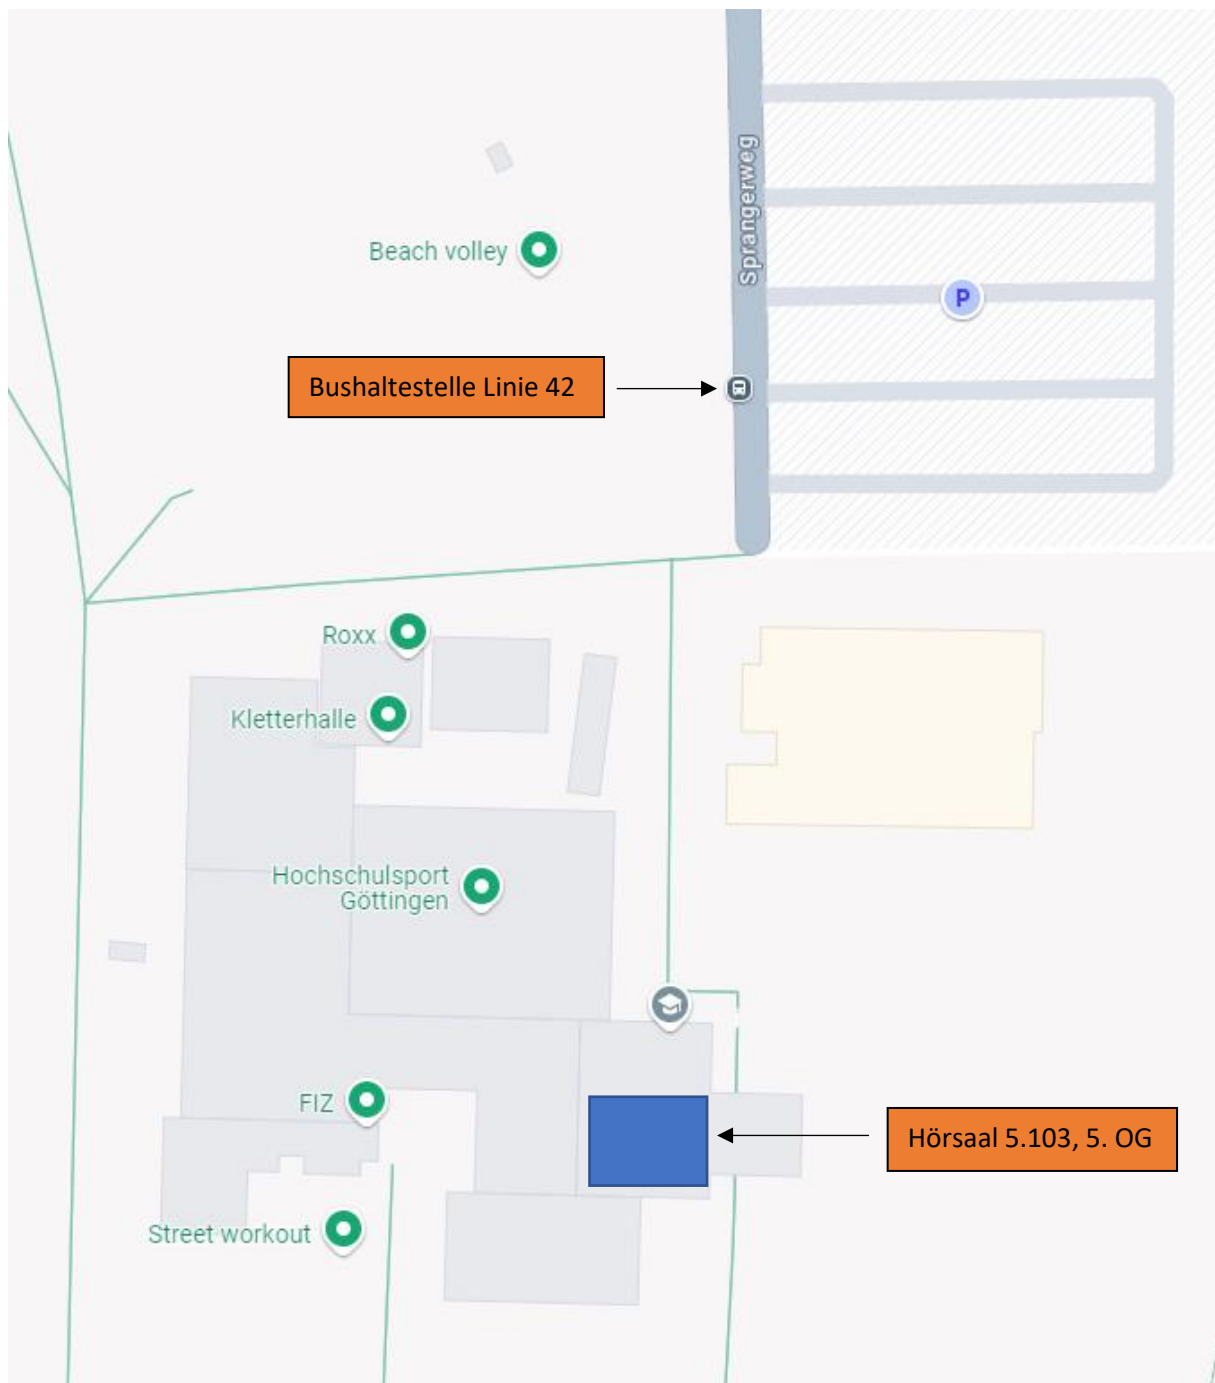 Sprangerweg
Beach volley
P
Bushaltestelle Linie 42
Roxx
Kletterhalle
Hochschulsport
Göttingen
FIZ
Hörsaal 5.103, 5. OG
Street workout